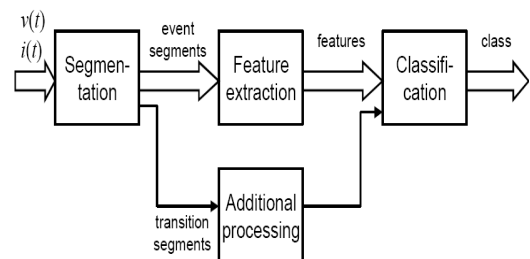 v(t)
i(t)
Segmen-
tation
event
segments
Feature
extraction
features
Classifi-
cation
class
transition
segments
Additional
processing